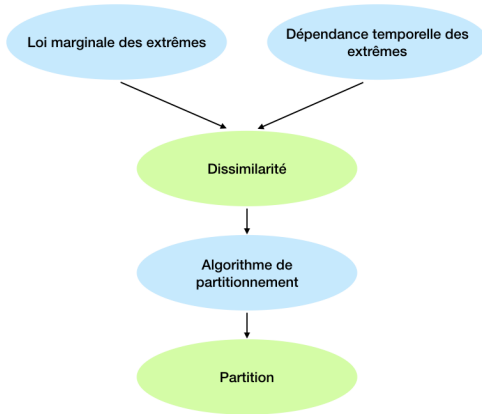 Loi marginale des extrêmes
Dépendance temporelle des
extrêmes
Dissimilarité
Algorithme de
partitionnement
Partition